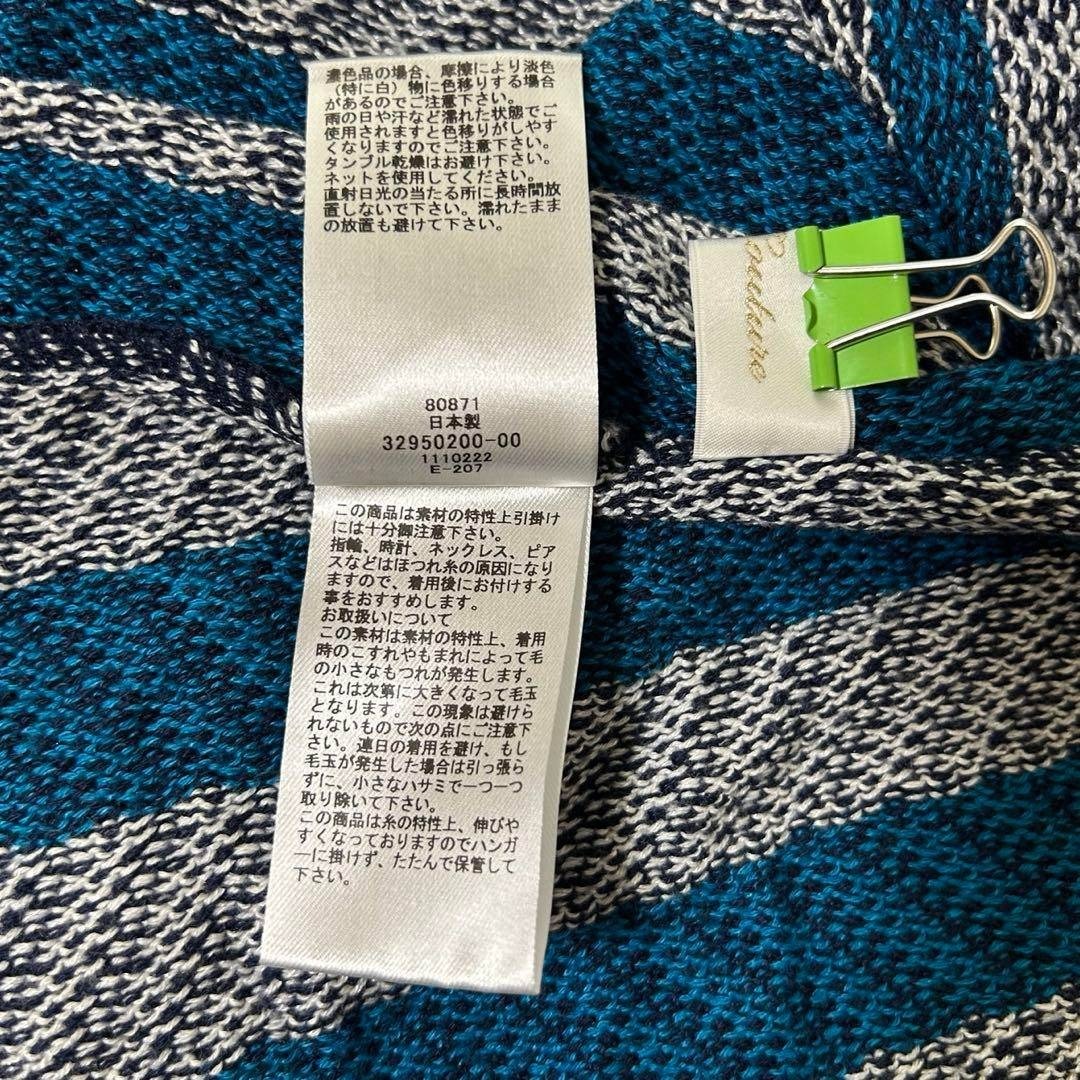 濃色品の場合、摩擦により淡色
（特に白）物に色移りする場合
があるのでご注意下さい。
雨の日や汗など濡れた状態でご
使用されますと色移りがしやす
くなりますのでご注意下さい。
タンブル乾燥はお避け下さい。
ネットを使用してください。
直射日光の当たる所に長時間放
置しないで下さい。濡れたまま
の放置も避けて下さい。
80871
日本製
32950200-00
1110222
E-207
この商品は素材の特性上引掛け
には十分御注意下さい。
指輪、時計、ネックレス、ピア
スなどはほつれ糸の原因になり
ますので、着用後にお付けする
事をおすすめします。
お取扱いについて
この素材は素材の特性上、着用
時のこすれやもまれによって毛
の小さなもつれが発生します。
これは次第に大きくなって毛玉
となります。この現象は避けら
れないもので次の点にご注意下
さい。連日の着用を避け、もし
毛玉が発生した場合は引っ張ら
ずに、小さなハサミで一つ一つ
取り除いて下さい。
この商品は糸の特性上、伸びや
すくなっておりますのでハンガ
ーに掛けず、たたんで保管して
下さい。
Couture